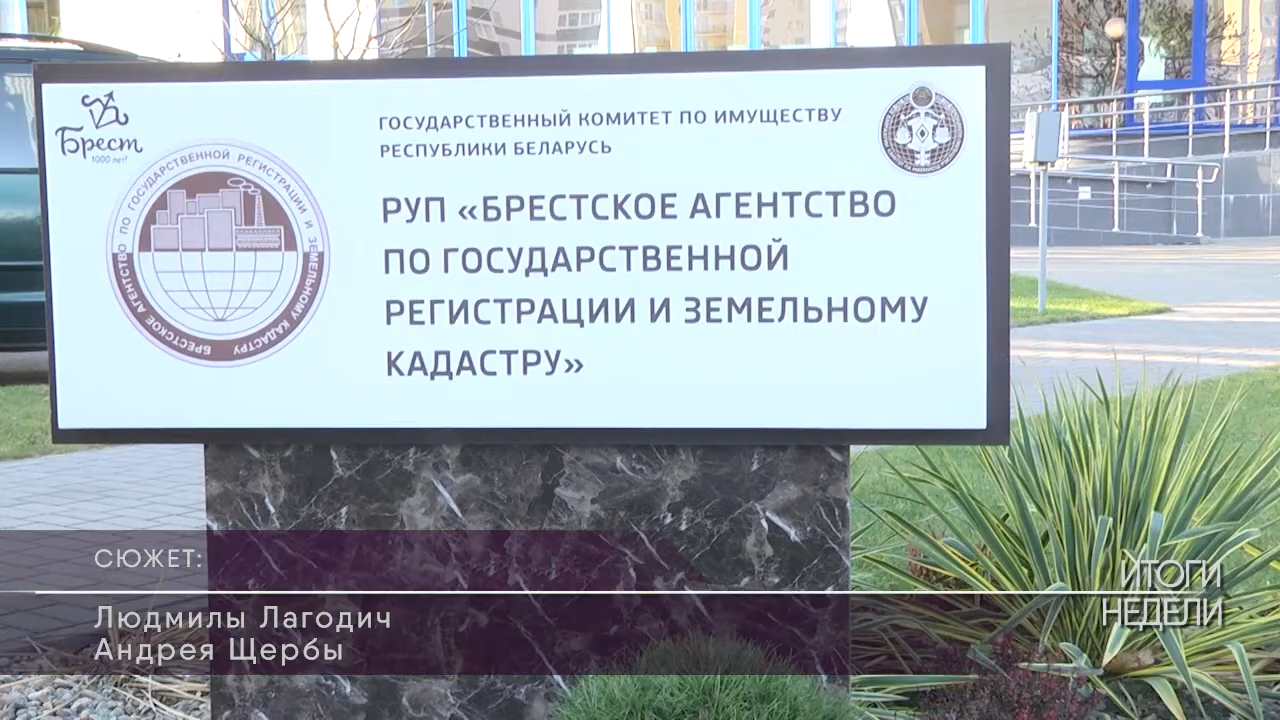 Брест
1000 лет!
БРЕСТСКОЕ АГЕНТСТВО ПО ГОСУДАРСТВЕННОЙ РЕГИСТРАЦИИ И ЗЕМЕЛЬНОМУ КАДАСТРУ
ГОСУДАРСТВЕННЫЙ КОМИТЕТ ПО ИМУЩЕСТВУ
РЕСПУБЛИКИ БЕЛАРУСЬ
РУП «БРЕСТСКОЕ АГЕНТСТВО
ПО ГОСУДАРСТВЕННОЙ
РЕГИСТРАЦИИ И ЗЕМЕЛЬНОМУ
КАДАСТРУ»
СЮЖЕТ:
Людмилы Лагодич
Андрея Щербы
ИТОГИ
НЕДЕЛИ